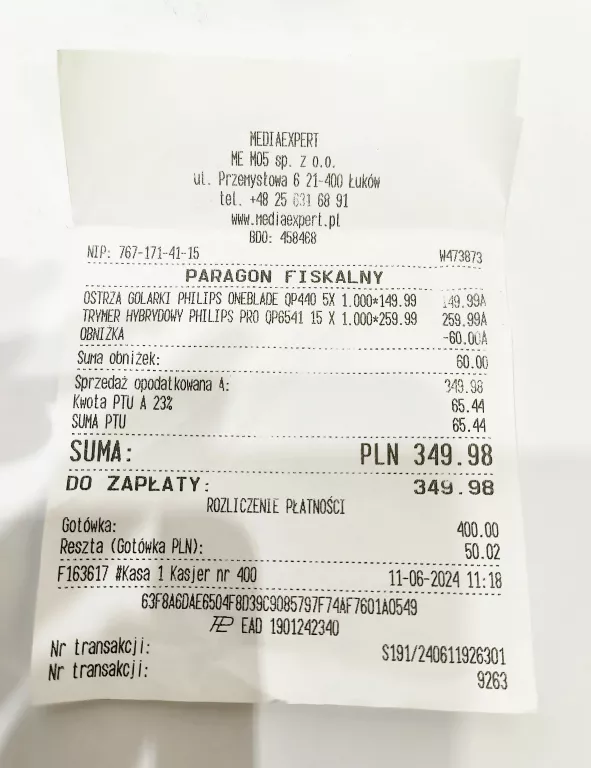 MEDIAEXPERT
ME M05 sp. z o.o.
ul. Przemysłowa 6 21-400 Łuków
tel. +48 25 631 68 91
www.mediaexpert.pl
BDO: 458468
NIP: 767-171-41-15 W473873
PARAGON FISKALNY
OSTRZA GOLARKI PHILIPS ONEBLADE QP440 5X 1.000*149.99 149.99A
TRYMER HYBRYDOWY PHILIPS PRO QP6541 15 X 1.000*259.99 259.99A
OBNIŻKA -60.00A
Suma obniżek: 60.00
Sprzedaż opodatkowana A: 349.98
Kwota PTU A 23% 65.44
SUMA PTU 65.44
SUMA: PLN 349.98
DO ZAPŁATY: 349.98
ROZLICZENIE PŁATNOŚCI
Gotówka: 400.00
Reszta (Gotówka PLN): 50.02
F163617 #Kasa 1 Kasjer nr 400 11-06-2024 11:18
63F8A6DAE6504F8D39C9085797F74AF7601A0549
EAD 1901242340
Nr transakcji: S191/240611926301
Nr transakcji: 9263